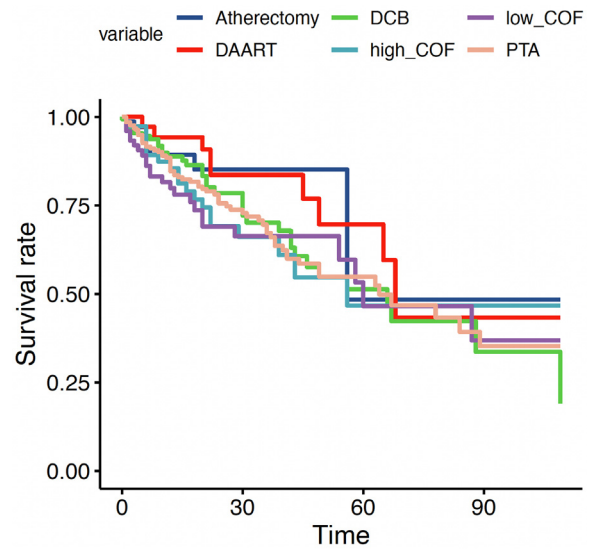 variable
Atherectomy DCB low_COF
DAART high_COF PTA
1.00
0.75
0.50
0.25
0.00
Survival rate
0 30 60 90
Time